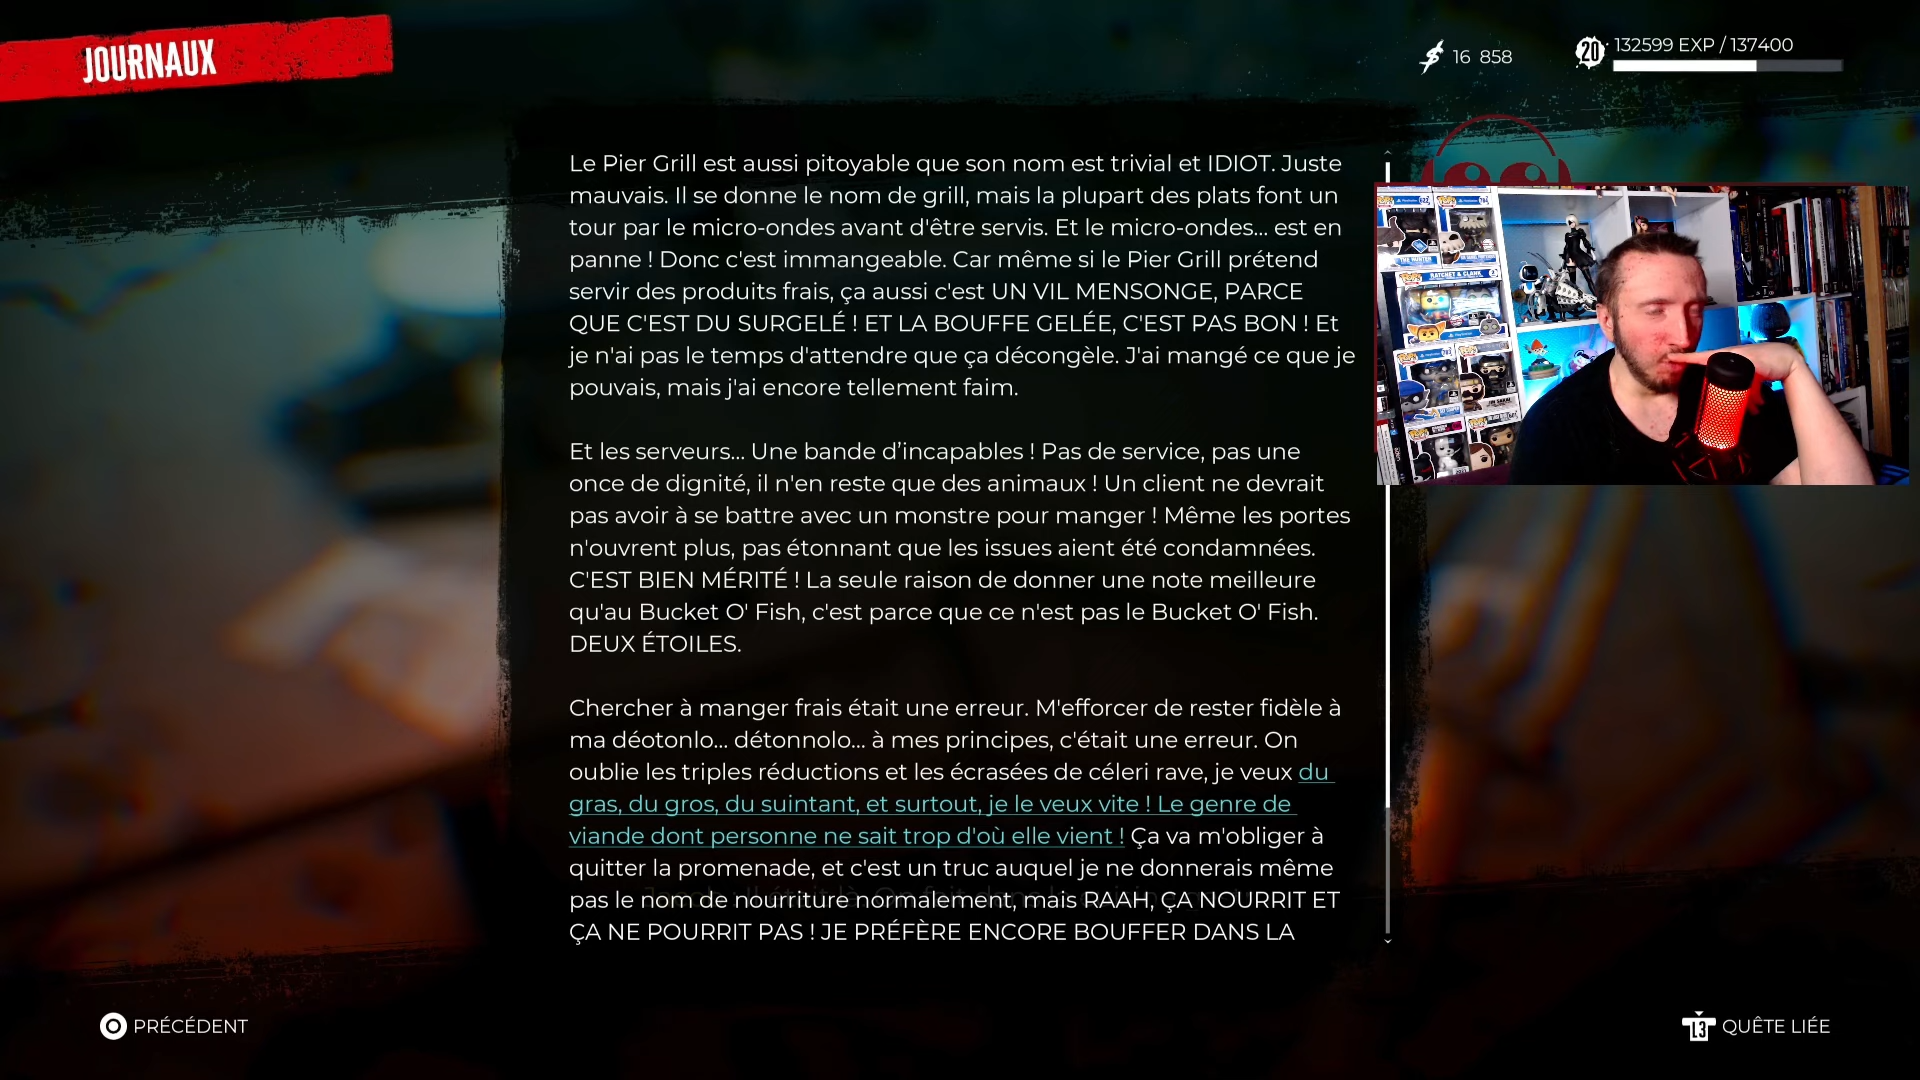 JOURNAUX
16 858
20
132599 EXP / 137400
Le Pier Grill est aussi pitoyable que son nom est trivial et IDIOT. Juste
mauvais. Il se donne le nom de grill, mais la plupart des plats font un
tour par le micro-ondes avant d'être servis. Et le micro-ondes... est en
panne ! Donc c'est immangeable. Car même si le Pier Grill prétend
servir des produits frais, ça aussi c'est UN VIL MENSONGE, PARCE
QUE C'EST DU SURGELÉ ! ET LA BOUFFE GELÉE, C'EST PAS BON ! Et
je n'ai pas le temps d'attendre que ça décongèle. J'ai mangé ce que je
pouvais, mais j'ai encore tellement faim.
Et les serveurs... Une bande d’incapables ! Pas de service, pas une
once de dignité, il n'en reste que des animaux ! Un client ne devrait
pas avoir à se battre avec un monstre pour manger ! Même les portes
n'ouvrent plus, pas étonnant que les issues aient été condamnées.
C'EST BIEN MÉRITÉ ! La seule raison de donner une note meilleure
qu'au Bucket O' Fish, c'est parce que ce n'est pas le Bucket O' Fish.
DEUX ÉTOILES.
Chercher à manger frais était une erreur. M'efforcer de rester fidèle à
ma déotonlo... détonnolo... à mes principes, c'était une erreur. On
oublie les triples réductions et les écrasées de céleri rave, je veux du
gras, du gros, du suintant, et surtout, je le veux vite ! Le genre de
viande dont personne ne sait trop d'où elle vient ! Ça va m'obliger à
quitter la promenade, et c'est un truc auquel je ne donnerais même
pas le nom de nourriture normalement, mais RAAH, ÇA NOURRIT ET
ÇA NE POURRIT PAS ! JE PRÉFÈRE ENCORE BOUFFER DANS LA
THE HUNTER
RATCHET & CLANK
PRÉCÉDENT
L3 QUÊTE LIÉE